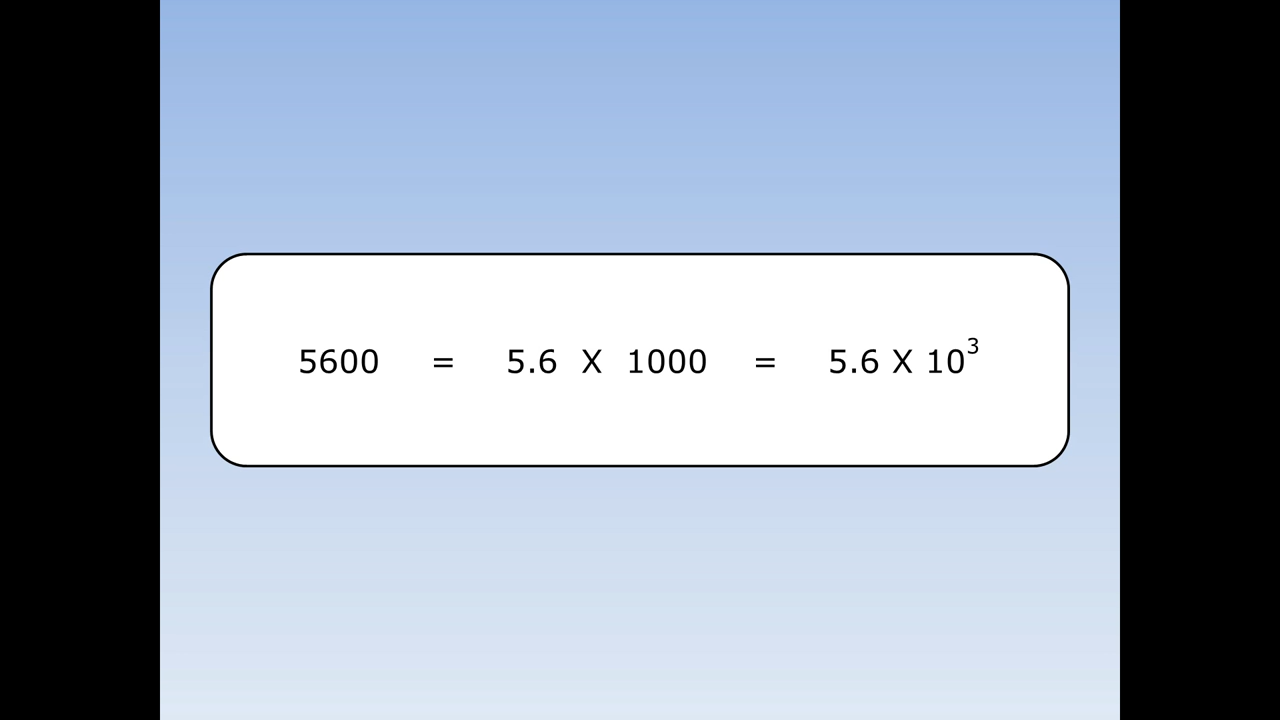 5600 = 5.6 X 1000 = 5.6 X 10³